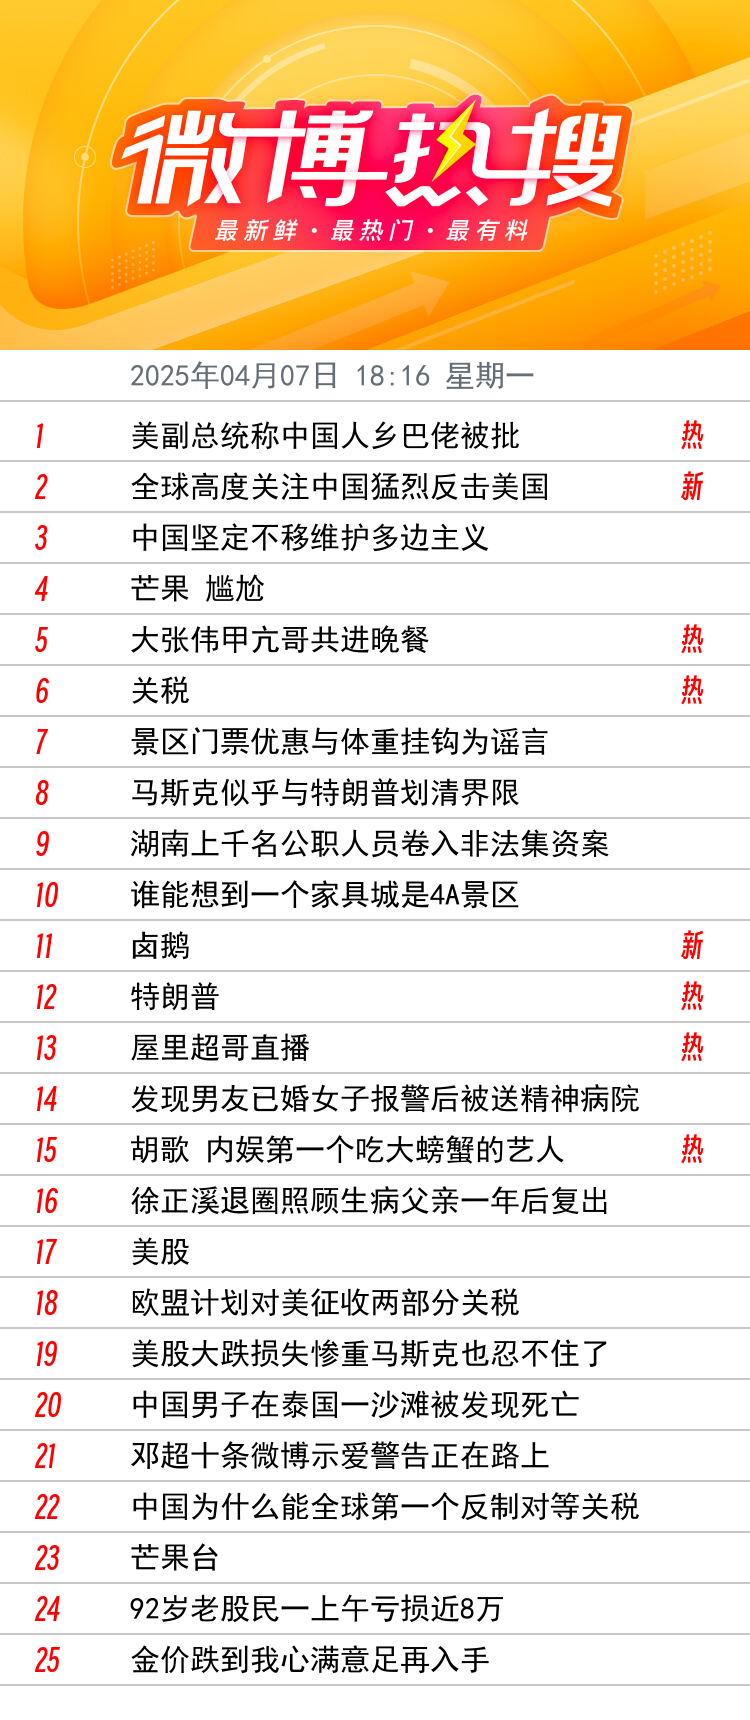 微博热搜
最新鲜·最热门·最有料
2025年04月07日 18:16 星期一
1 美副总统称中国人乡巴佬被批 热
2 全球高度关注中国猛烈反击美国 新
3 中国坚定不移维护多边主义
4 芒果 尴尬
5 大张伟甲亢哥共进晚餐 热
6 关税 热
7 景区门票优惠与体重挂钩为谣言
8 马斯克似乎与特朗普划清界限
9 湖南上千名公职人员卷入非法集资案
10 谁能想到一个家具城是4A景区
11 卤鹅 新
12 特朗普 热
13 屋里超哥直播 热
14 发现男友已婚女子报警后被送精神病院
15 胡歌 内娱第一个吃大螃蟹的艺人 热
16 徐正溪退圈照顾生病父亲一年后复出
17 美股
18 欧盟计划对美征收两部分关税
19 美股大跌损失惨重马斯克也忍不住了
20 中国男子在泰国一沙滩被发现死亡
21 邓超十条微博示爱警告正在路上
22 中国为什么能全球第一个反制对等关税
23 芒果台
24 92岁老股民一上午亏损近8万
25 金价跌到我心满意足再入手